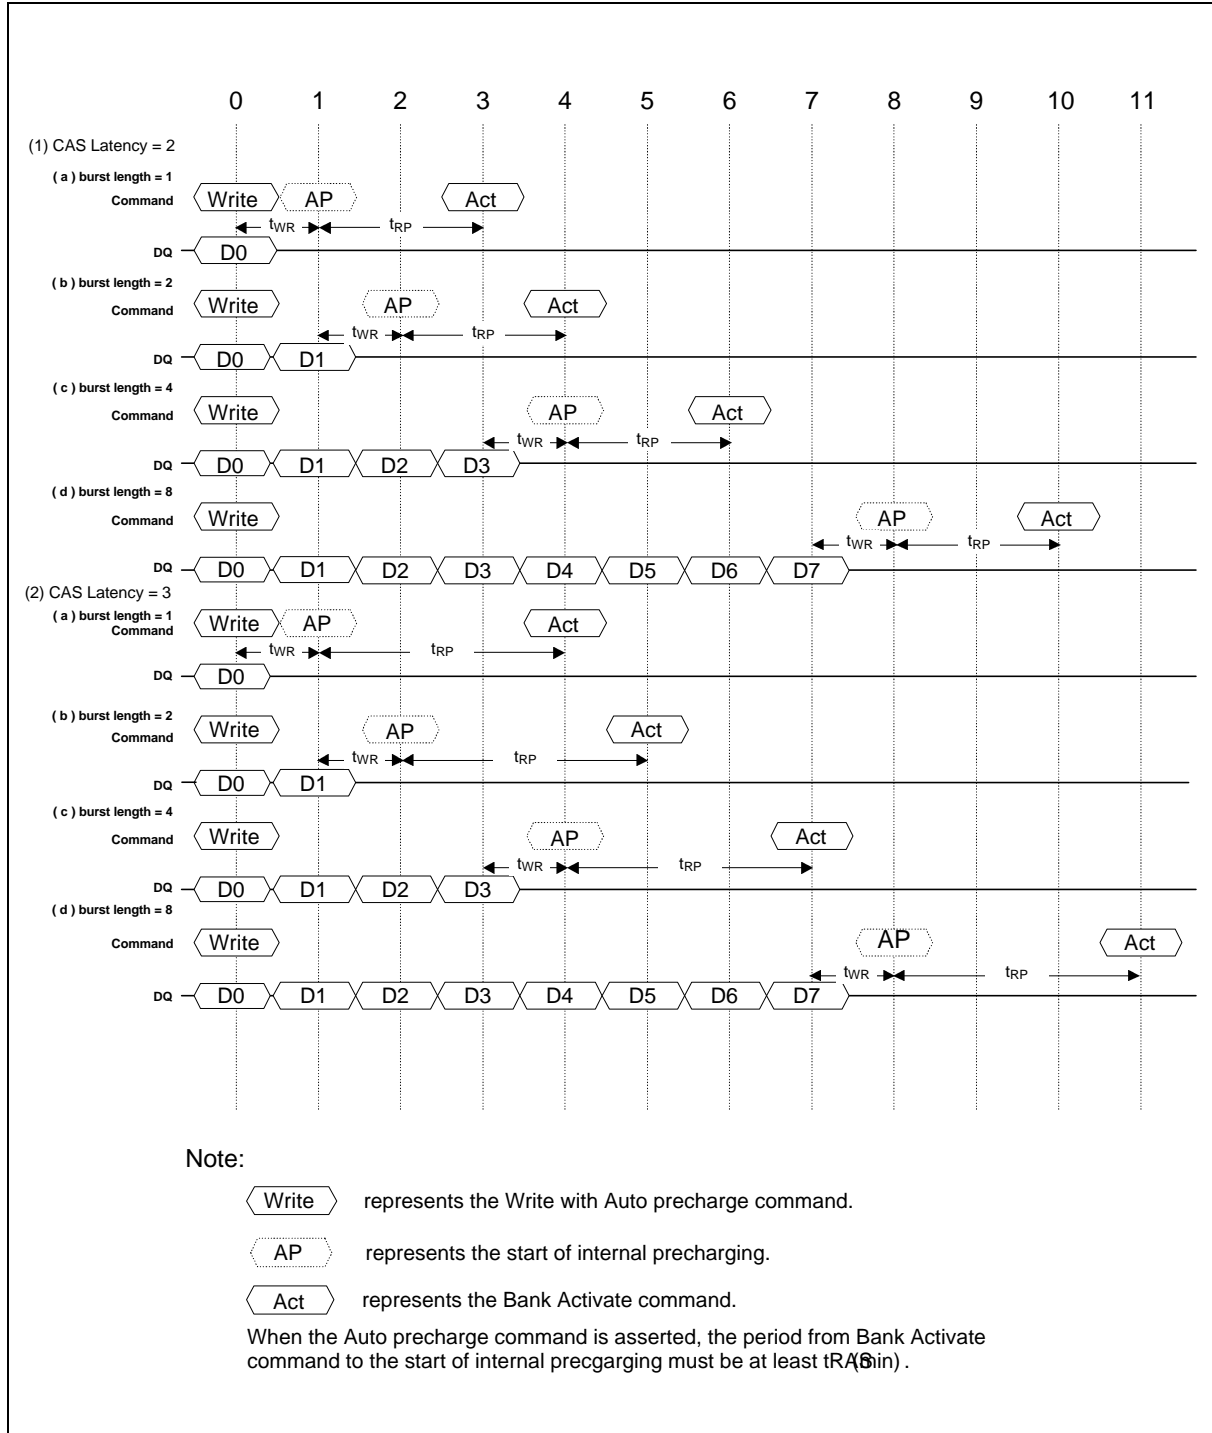 0 1 2 3 4 5 6 7 8 9 10 11
(1) CAS Latency = 2
( a ) burst length = 1
Command Write AP Act
tWR tRP
DQ D0
( b ) burst length = 2
Command Write AP Act
tWR tRP
DQ D0 D1
( c ) burst length = 4
Command Write AP Act
tWR tRP
DQ D0 D1 D2 D3
( d ) burst length = 8
Command Write AP Act
tWR tRP
DQ D0 D1 D2 D3 D4 D5 D6 D7
(2) CAS Latency = 3
( a ) burst length = 1
Command Write AP Act
tWR tRP
DQ D0
( b ) burst length = 2
Command Write AP Act
tWR tRP
DQ D0 D1
( c ) burst length = 4
Command Write AP Act
tWR tRP
DQ D0 D1 D2 D3
( d ) burst length = 8
Command Write AP Act
tWR tRP
DQ D0 D1 D2 D3 D4 D5 D6 D7
Note:
Write represents the Write with Auto precharge command.
AP represents the start of internal precharging.
Act represents the Bank Activate command.
When the Auto precharge command is asserted, the period from Bank Activate
command to the start of internal precgarging must be at least tRAS(min) .